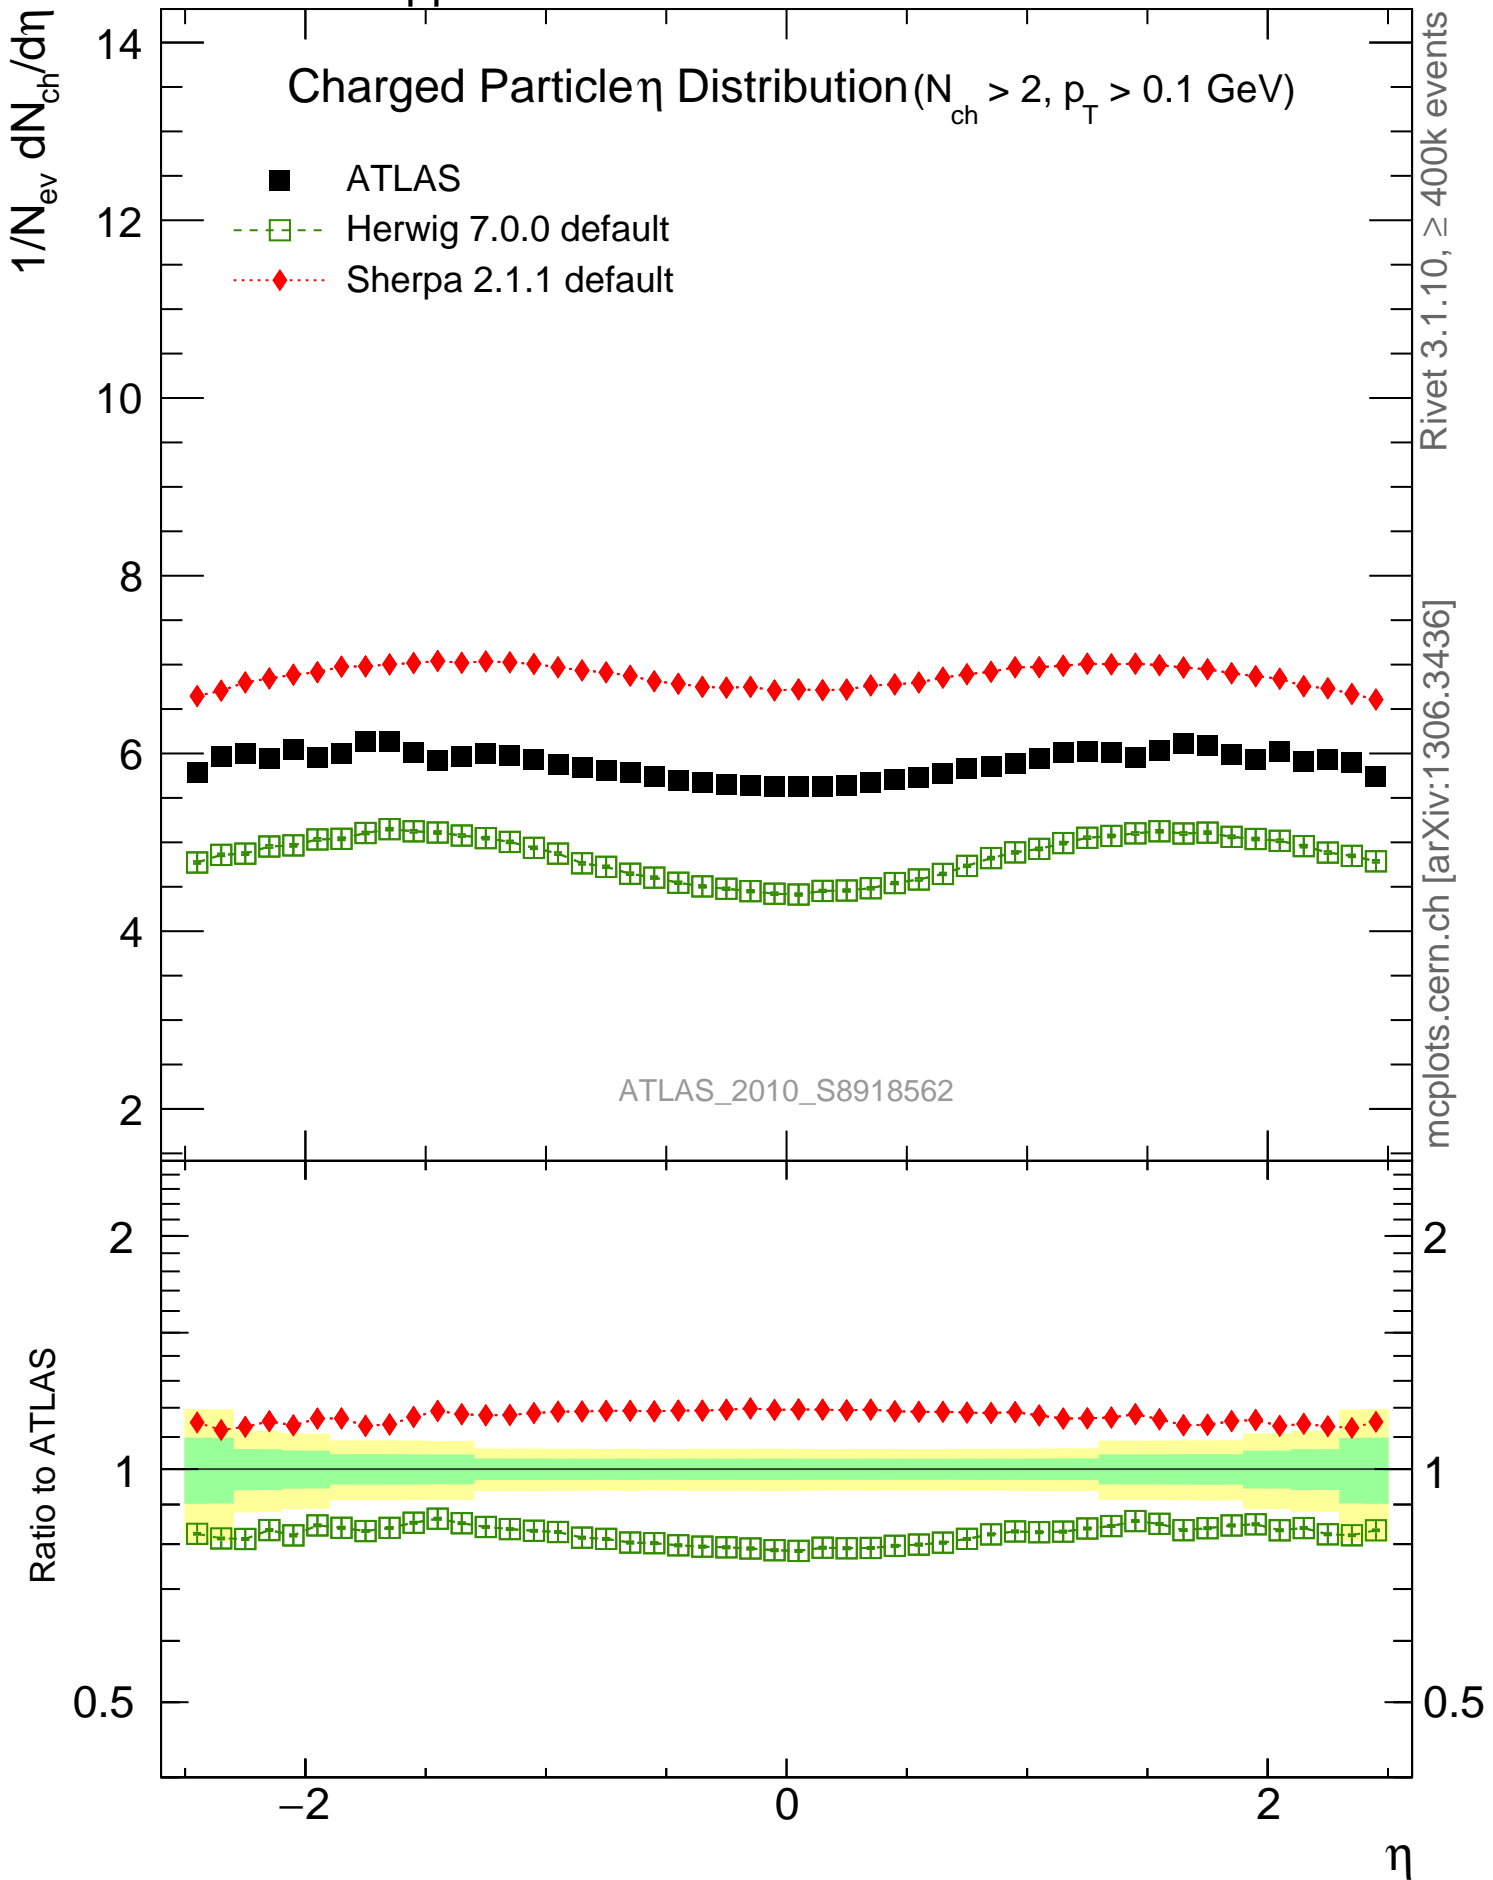 pp
1/N_ev dN_ch/dη
Charged Particle η Distribution (N_ch > 2, p_T > 0.1 GeV)
ATLAS
Herwig 7.0.0 default
Sherpa 2.1.1 default
14
12
10
8
6
4
2
ATLAS_2010_S8918562
Rivet 3.1.10, ≥ 400k events
mcplots.cern.ch [arXiv:1306.3436]
Ratio to ATLAS
2
1
0.5
2
1
0.5
−2
0
2
η